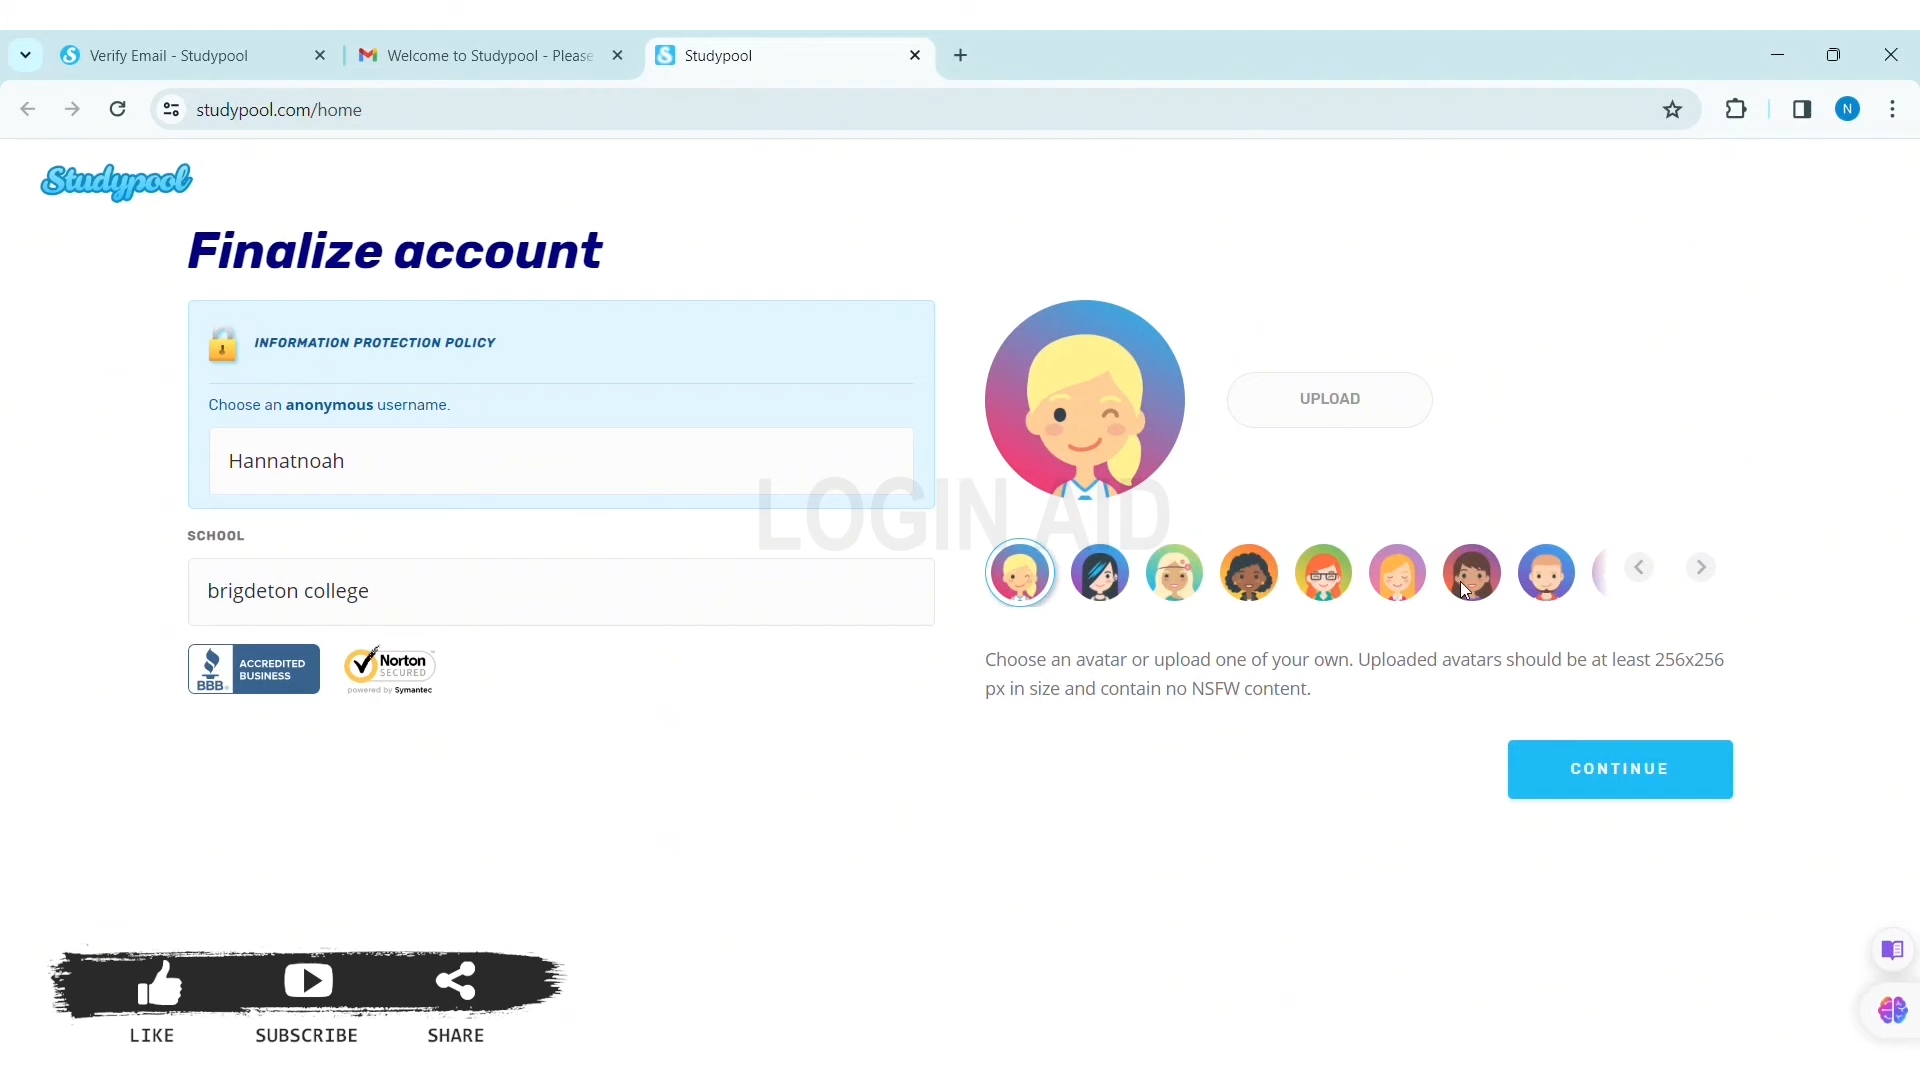 Verify Email - Studypool
Welcome to Studypool - Please
Studypool
studypool.com/home
N
Studypool
Finalize account
INFORMATION PROTECTION POLICY
Choose an anonymous username.
Hannatnoah
UPLOAD
LOGIN AID
SCHOOL
brigdeton college
BBB
ACCREDITED
BUSINESS
Norton
SECURED
powered by Symantec
Choose an avatar or upload one of your own. Uploaded avatars should be at least 256x256
px in size and contain no NSFW content.
CONTINUE
LIKE
SUBSCRIBE
SHARE